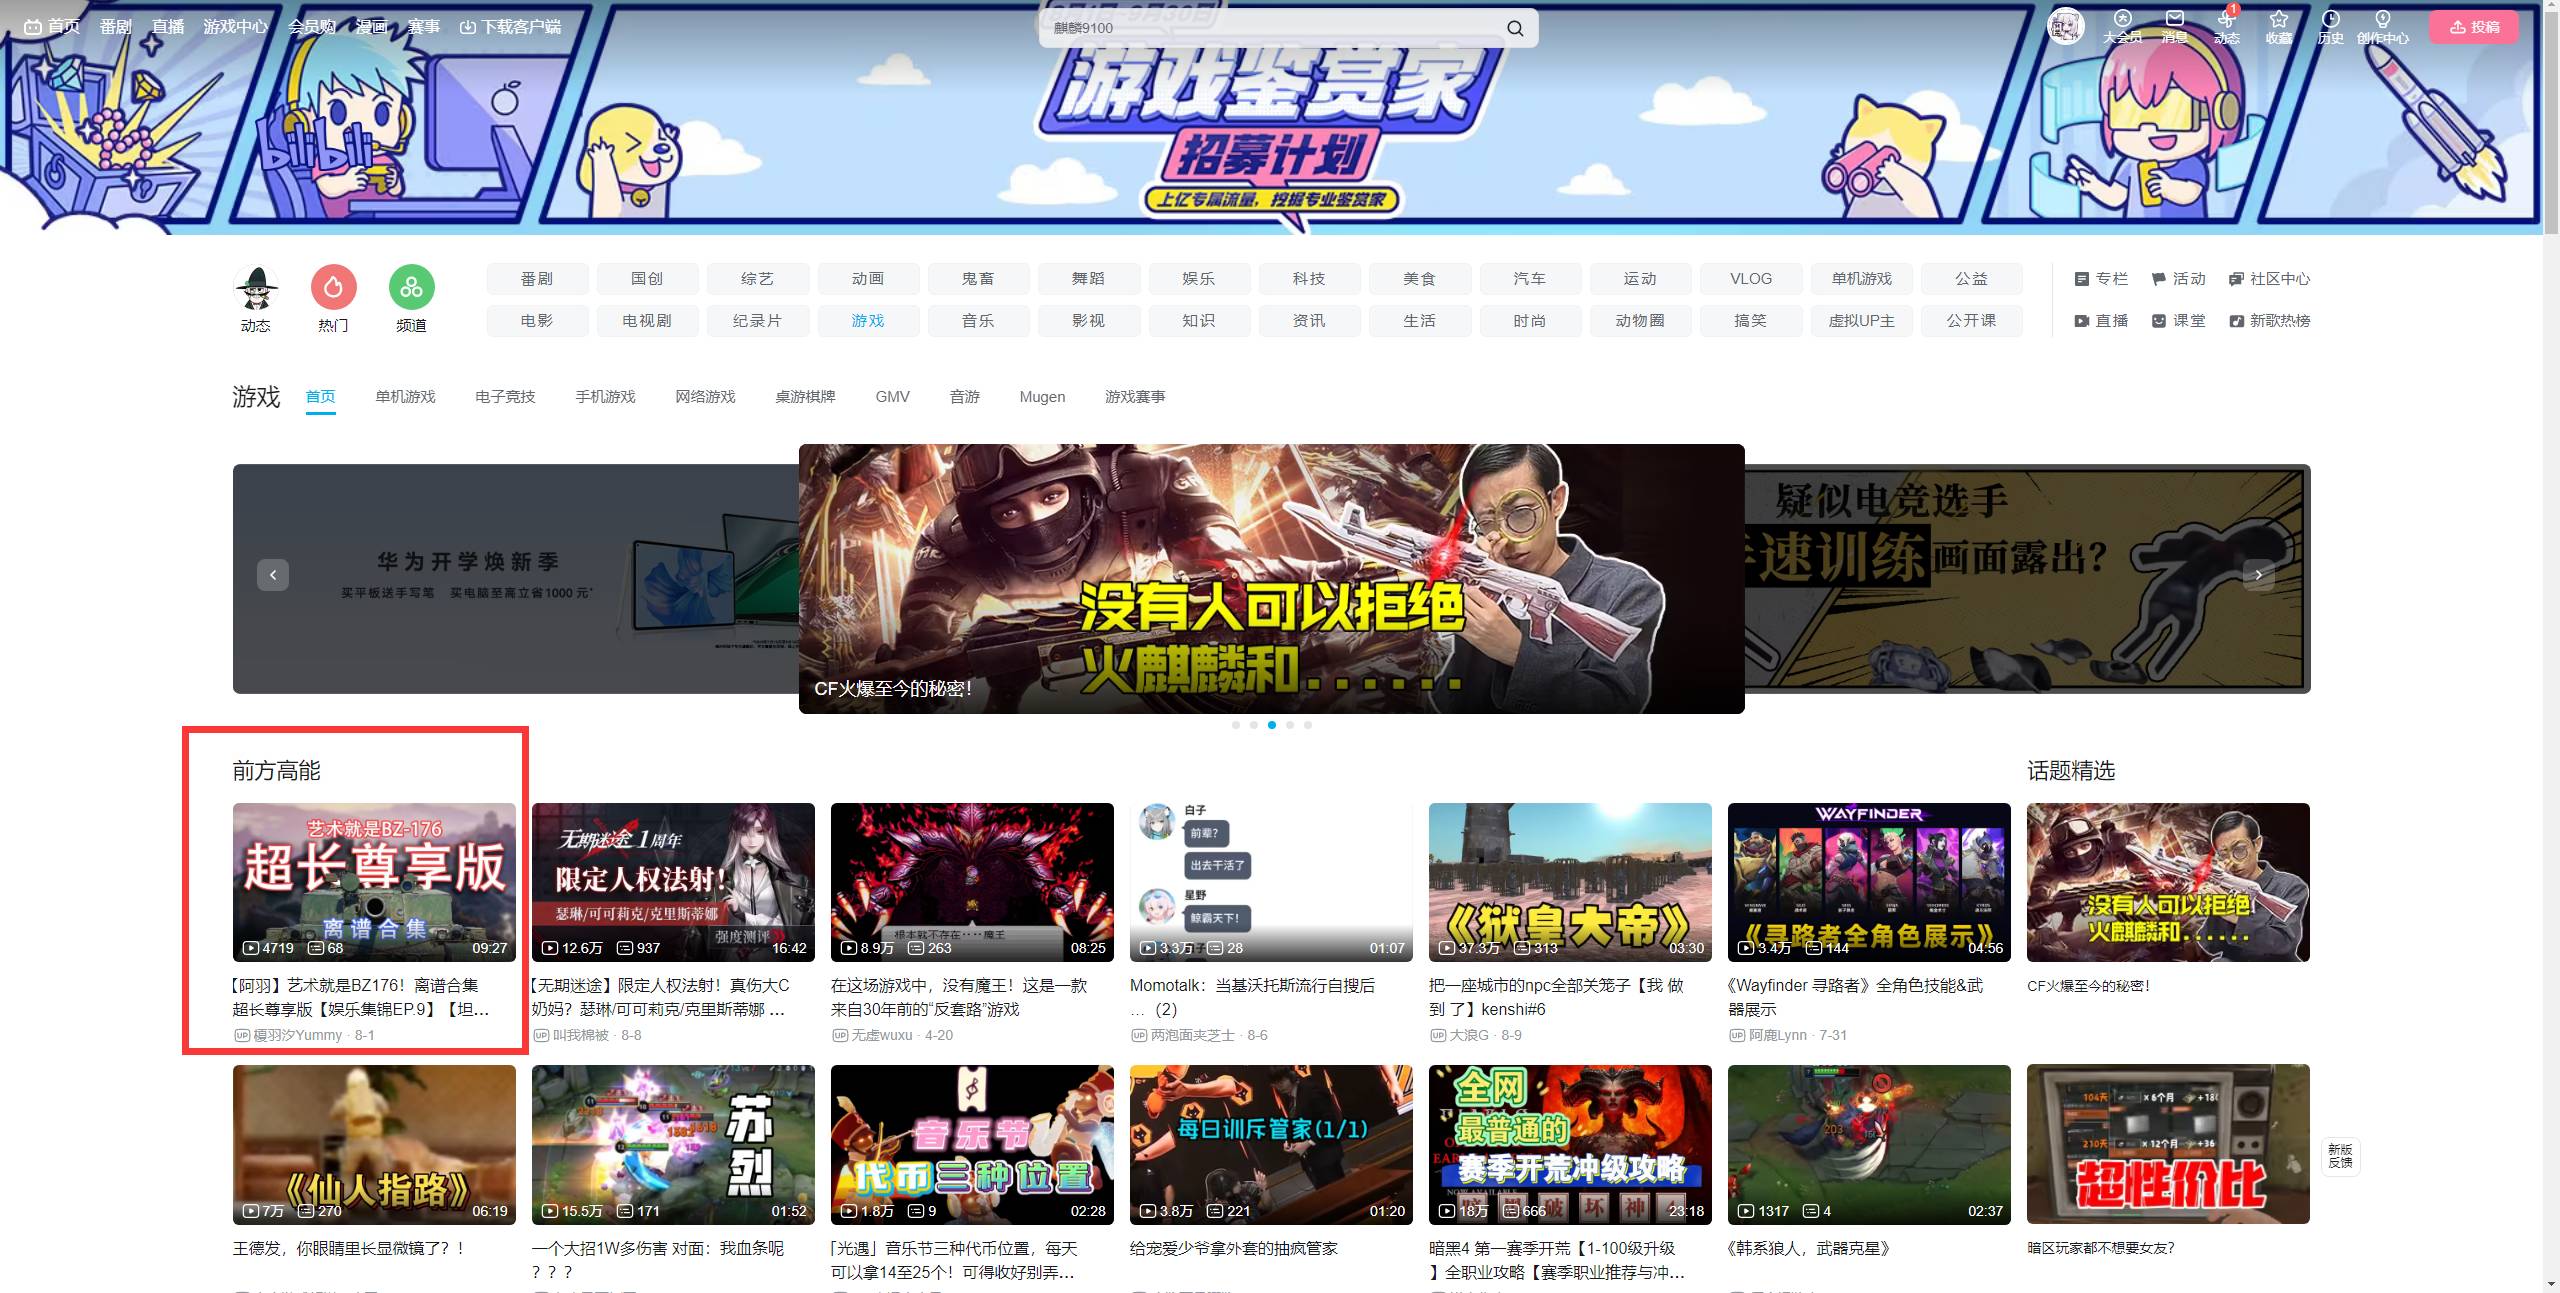 首页 番剧 直播 游戏中心 会员购 漫画 赛事 下载客户端
麒麟9100
大会员 消息 1 动态 收藏 历史 创作中心 投稿
8月1日-9月30日
游戏鉴赏家
招募计划
上亿专属流量，挖掘专业鉴赏家
bilibili
动态 热门 频道
番剧 国创 综艺 动画 鬼畜 舞蹈 娱乐 科技 美食 汽车 运动 VLOG 单机游戏 公益
电影 电视剧 纪录片 游戏 音乐 影视 知识 资讯 生活 时尚 动物圈 搞笑 虚拟UP主 公开课
专栏 活动 社区中心
直播 课堂 新歌热榜
游戏 首页 单机游戏 电子竞技 手机游戏 网络游戏 桌游棋牌 GMV 音游 Mugen 游戏赛事
华为开学焕新季
买平板送手写笔 买电脑至高立省1000元*
没有人可以拒绝
火麒麟和......
CF火爆至今的秘密！
疑似电竞选手
手速训练画面露出？
前方高能
话题精选
艺术就是BZ-176
超长尊享版
离谱合集
4719 68 09:27
【阿羽】艺术就是BZ176！离谱合集
超长尊享版【娱乐集锦EP.9】【坦...
榎羽汐Yummy · 8-1
无期迷途1周年
限定人权法射！
瑟琳/可可莉克/克里斯蒂娜
强度测评
12.6万 937 16:42
【无期迷途】限定人权法射！真伤大C
奶妈？瑟琳/可可莉克/克里斯蒂娜 ...
叫我棉被 · 8-8
根本就不存在··魔王
8.9万 263 08:25
在这场游戏中，没有魔王！这是一款
来自30年前的“反套路”游戏
无虚wuxu · 4-20
白子
前辈？
出去干活了
星野
鲸霸天下！
3.3万 28 01:07
Momotalk：当基沃托斯流行自搜后
…（2）
两泡面夹芝士 · 8-6
《狱皇大帝》
37.3万 313 03:30
把一座城市的npc全部关笼子【我 做
到 了】kenshi#6
大浪G · 8-9
WAYFINDER
《寻路者全角色展示》
3.4万 144 04:56
《Wayfinder 寻路者》全角色技能&武
器展示
阿鹿Lynn · 7-31
没有人可以拒绝
火麒麟和......
CF火爆至今的秘密！
《仙人指路》
7万 270 06:19
王德发，你眼睛里长显微镜了？！
苏烈
15.5万 171 01:52
一个大招1W多伤害 对面：我血条呢
？？？
音乐节
代币三种位置
1.8万 9 02:28
「光遇」音乐节三种代币位置，每天
可以拿14至25个！可得收好别弄...
每日训斥管家(1/1)
3.8万 221 01:20
给宠爱少爷拿外套的抽疯管家
全网
最普通的
赛季开荒冲级攻略
NOW AVAILABLE
暗黑破坏神4
18万 666 23:18
暗黑4 第一赛季开荒【1-100级升级
】全职业攻略【赛季职业推荐与冲...
203
1317 4 02:37
《韩系狼人，武器克星》
104天 x 6个月
210天 x 12个月 +36
超性价比
暗区玩家都不想要女友？
新版
反馈